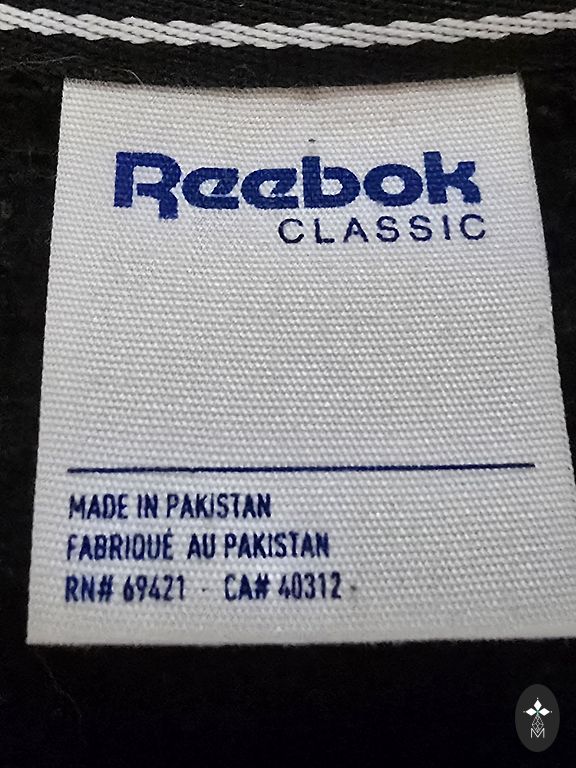 Reebok
CLASSIC
MADE IN PAKISTAN
FABRIQUÉ AU PAKISTAN
RN# 69421 - CA# 40312 -
M